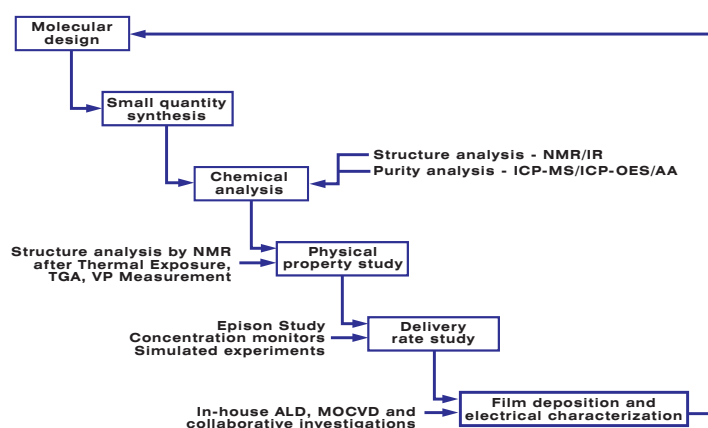 Molecular
design
Small quantity
synthesis
Structure analysis - NMR/IR
Purity analysis - ICP-MS/ICP-OES/AA
Chemical
analysis
Structure analysis by NMR
after Thermal Exposure,
TGA, VP Measurement
Physical
property study
Epison Study
Concentration monitors
Simulated experiments
Delivery
rate study
In-house ALD, MOCVD and
collaborative investigations
Film deposition and
electrical characterization